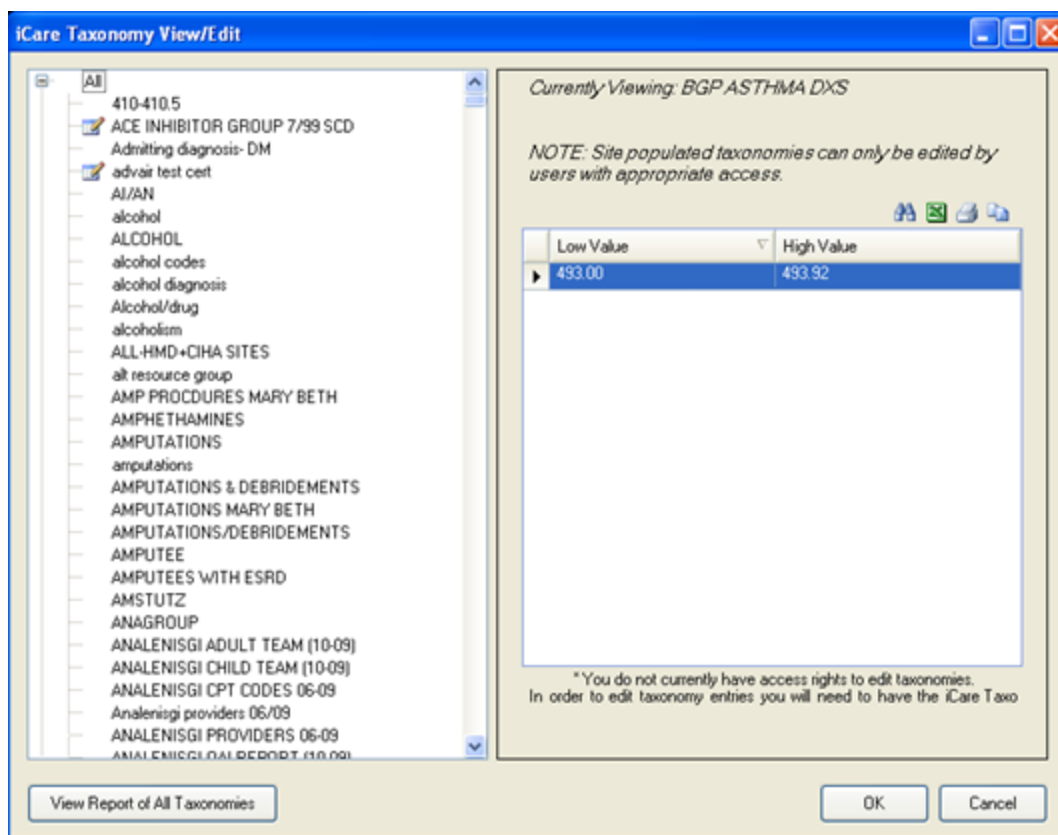 iCare Taxonomy View/Edit
All
410-410.5
ACE INHIBITOR GROUP 7/99 SCD
Admitting diagnosis- DM
advair test cert
AI/AN
alcohol
ALCOHOL
alcohol codes
alcohol diagnosis
Alcohol/drug
alcoholism
ALL-HMD+CIHA SITES
alt resource group
AMP PROCDURES MARY BETH
AMPHETHAMINES
AMPUTATIONS
amputations
AMPUTATIONS & DEBRIDEMENTS
AMPUTATIONS MARY BETH
AMPUTATIONS/DEBRIDEMENTS
AMPUTEE
AMPUTEES WITH ESRD
AMSTUTZ
ANAGROUP
ANALENISGI ADULT TEAM (10-09)
ANALENISGI CHILD TEAM (10-09)
ANALENISGI CPT CODES 06-09
Analenisgi providers 06/09
ANALENISGI PROVIDERS 06-09
ANALENISGI QAI REPORT (10 09)
Currently Viewing: BGP ASTHMA DXS
NOTE: Site populated taxonomies can only be edited by
users with appropriate access.
Low Value High Value
493.00 493.92
* You do not currently have access rights to edit taxonomies.
In order to edit taxonomy entries you will need to have the iCare Taxo
View Report of All Taxonomies
OK Cancel